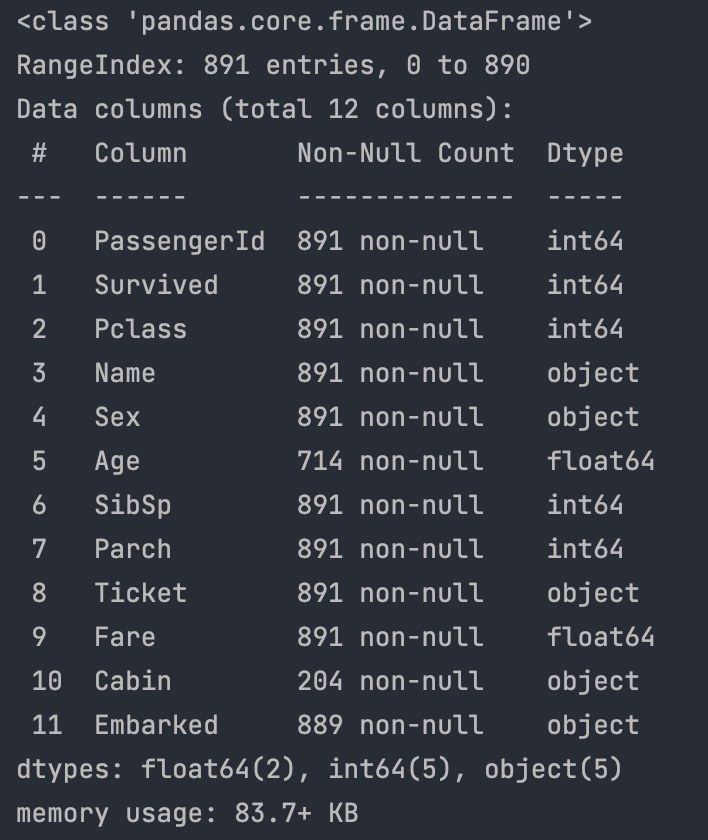 <class 'pandas.core.frame.DataFrame'>
RangeIndex: 891 entries, 0 to 890
Data columns (total 12 columns):
 #   Column       Non-Null Count  Dtype
---  ------       --------------  -----
 0   PassengerId  891 non-null    int64
 1   Survived     891 non-null    int64
 2   Pclass       891 non-null    int64
 3   Name         891 non-null    object
 4   Sex          891 non-null    object
 5   Age          714 non-null    float64
 6   SibSp        891 non-null    int64
 7   Parch        891 non-null    int64
 8   Ticket       891 non-null    object
 9   Fare         891 non-null    float64
 10  Cabin        204 non-null    object
 11  Embarked     889 non-null    object
dtypes: float64(2), int64(5), object(5)
memory usage: 83.7+ KB